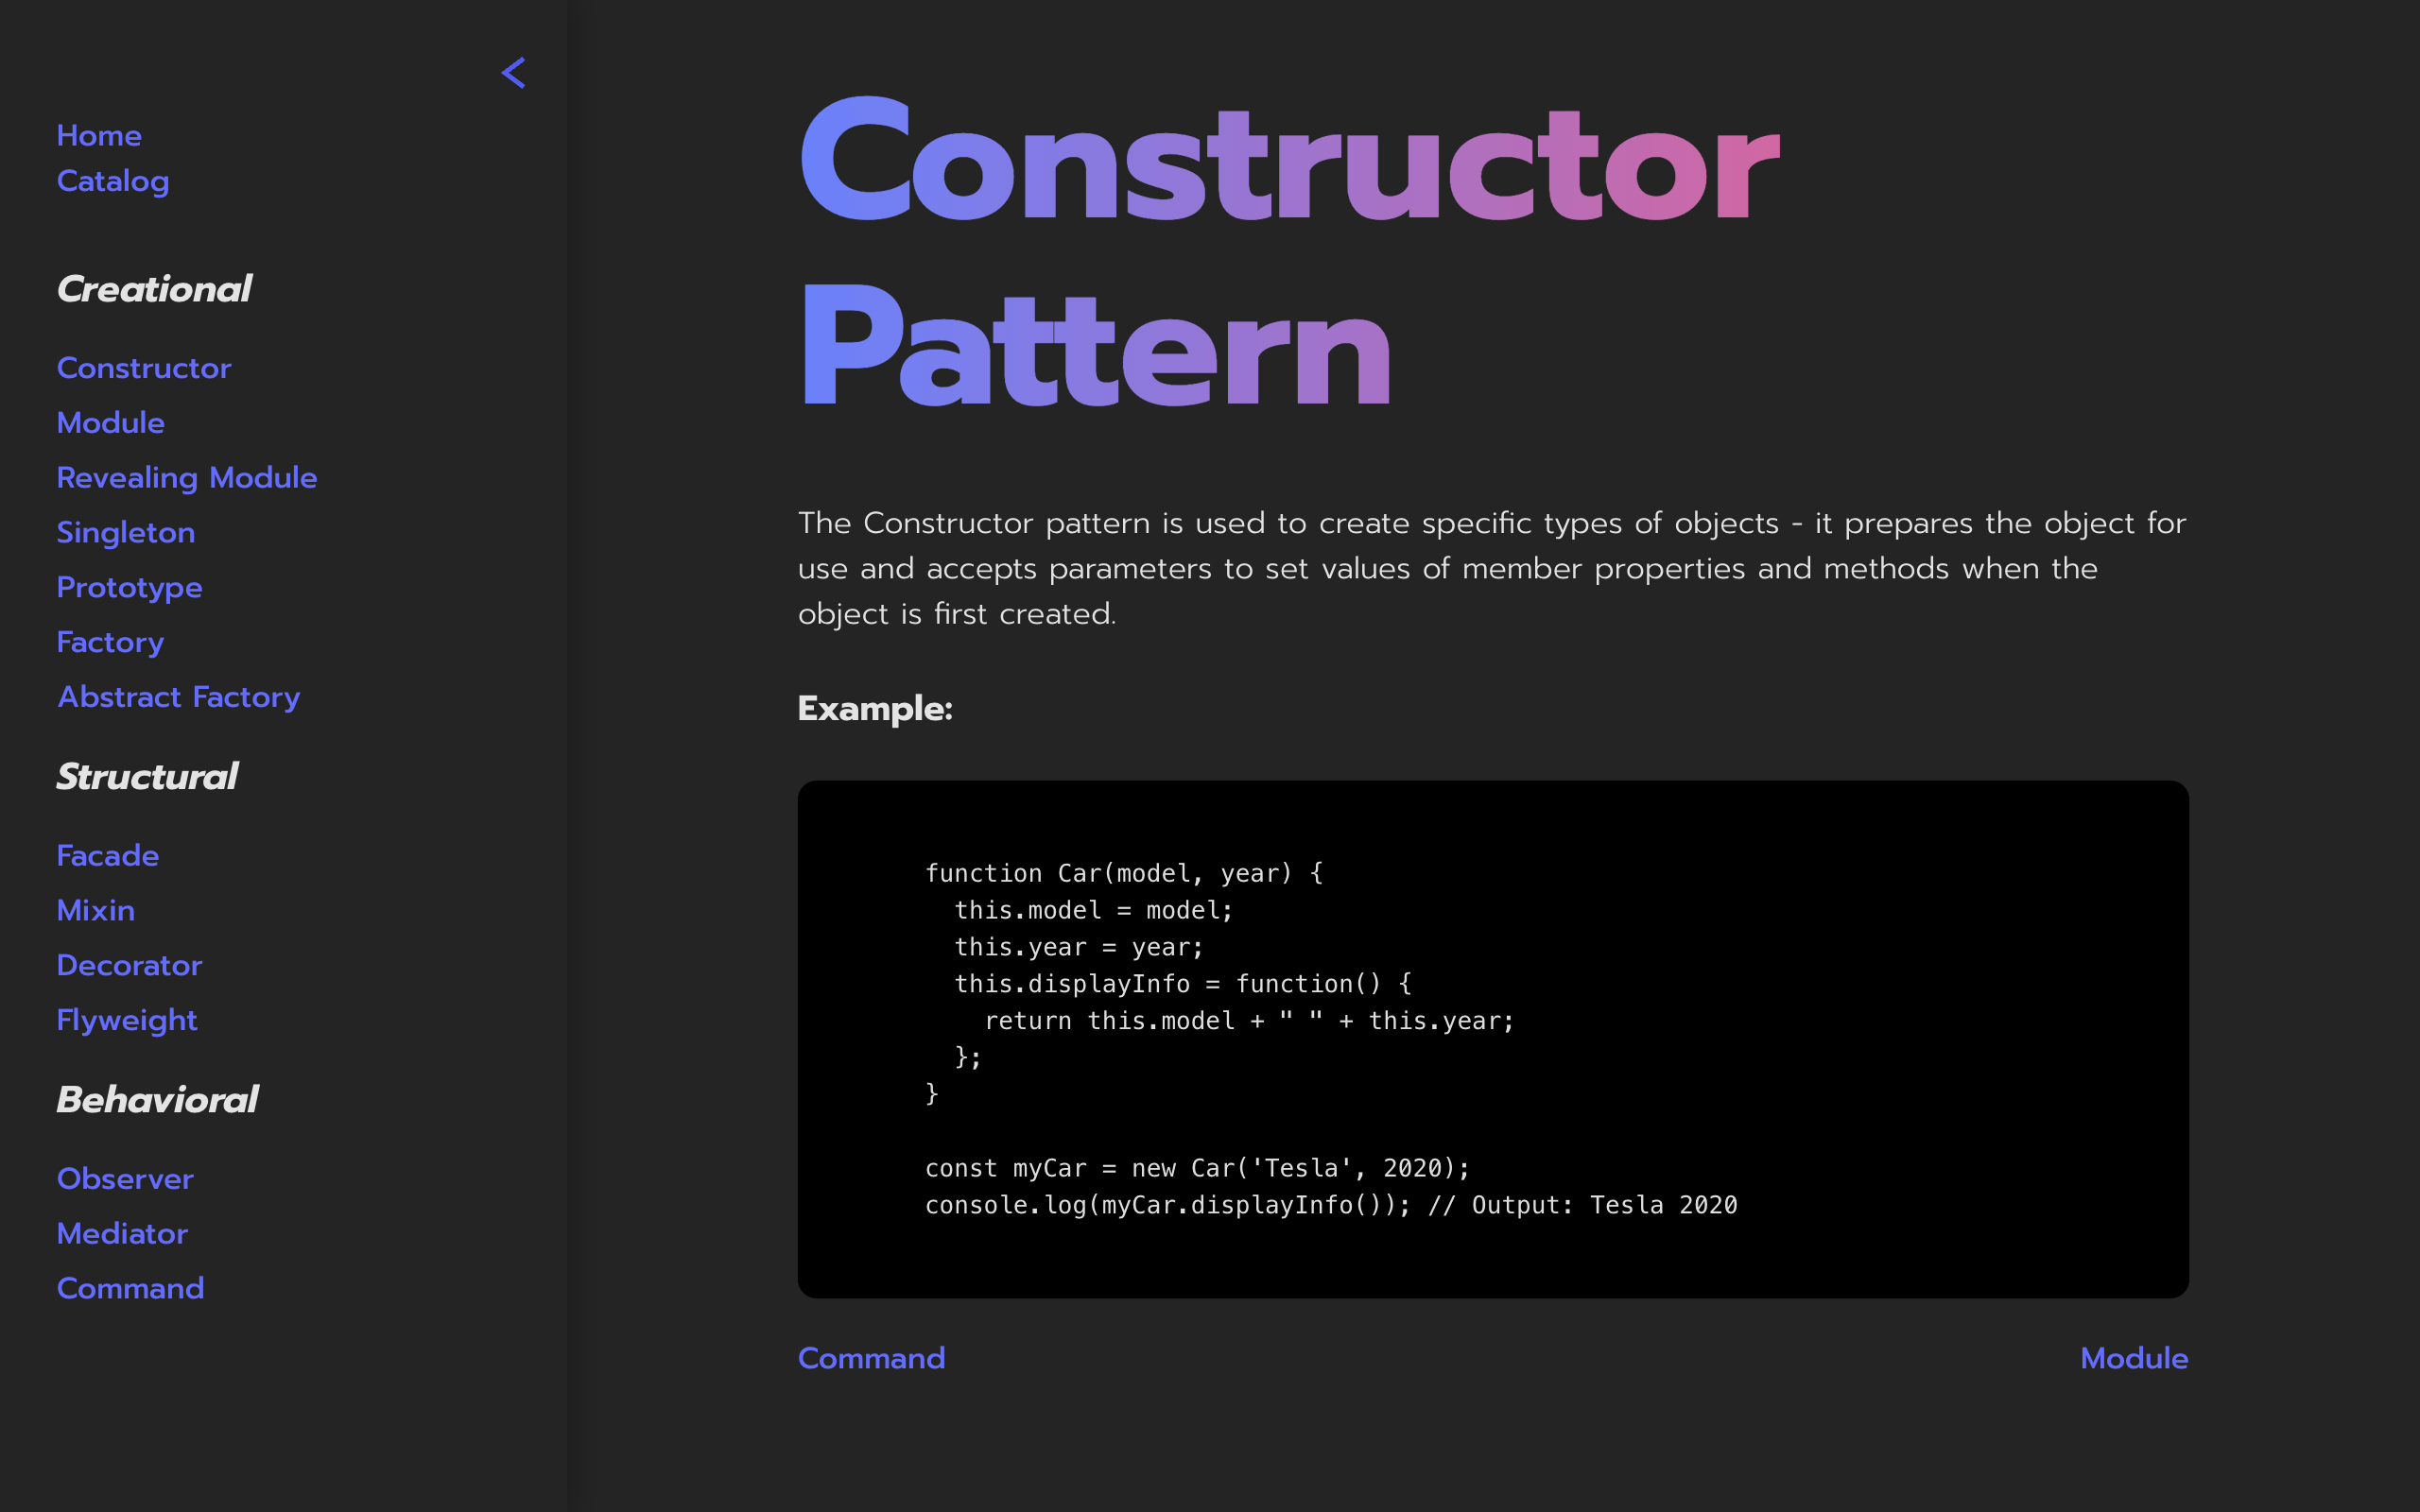 Home
Catalog
Creational
Constructor
Module
Revealing Module
Singleton
Prototype
Factory
Abstract Factory
Structural
Facade
Mixin
Decorator
Flyweight
Behavioral
Observer
Mediator
Command
Constructor
Pattern
The Constructor pattern is used to create specific types of objects - it prepares the object for
use and accepts parameters to set values of member properties and methods when the
object is first created.
Example:
function Car(model, year) {
  this.model = model;
  this.year = year;
  this.displayInfo = function() {
    return this.model + " " + this.year;
  };
}
const myCar = new Car('Tesla', 2020);
console.log(myCar.displayInfo()); // Output: Tesla 2020
Command
Module